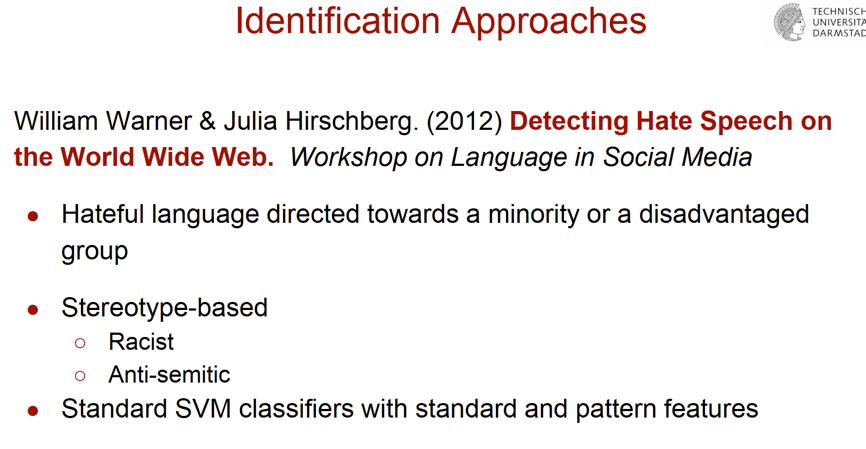 Identification Approaches
TECHNISCH
UNIVERSITA
DARMSTAD
William Warner & Julia Hirschberg. (2012) Detecting Hate Speech on
the World Wide Web. Workshop on Language in Social Media
● Hateful language directed towards a minority or a disadvantaged
group
● Stereotype-based
○ Racist
○ Anti-semitic
● Standard SVM classifiers with standard and pattern features